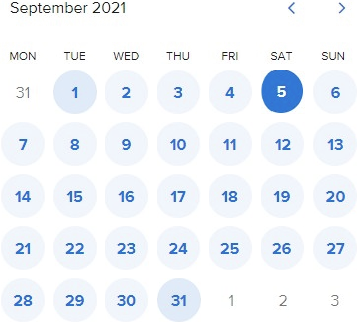 September 2021
MON TUE WED THU FRI SAT SUN
31 1 2 3 4 5 6
7 8 9 10 11 12 13
14 15 16 17 18 19 20
21 22 23 24 25 26 27
28 29 30 31 1 2 3